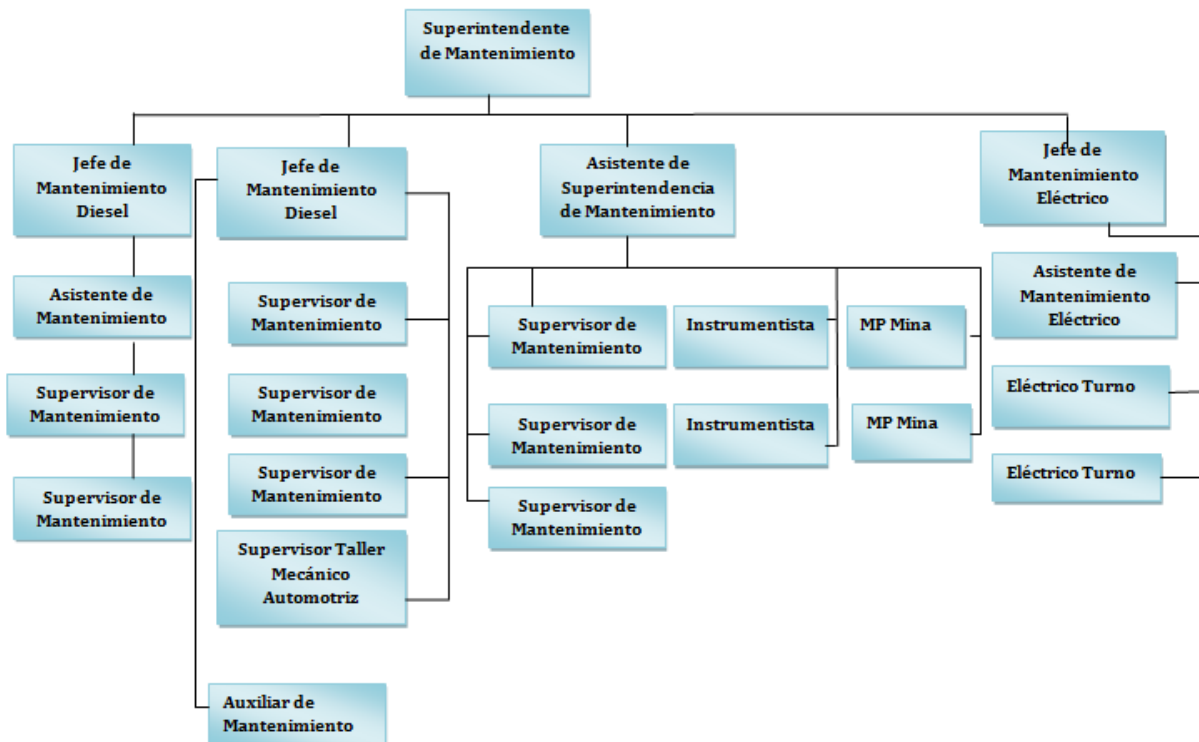 Superintendente
de Mantenimiento
Jefe de
Mantenimiento
Diesel
Jefe de
Mantenimiento
Diesel
Asistente de
Superintendencia
de Mantenimiento
Jefe de
Mantenimiento
Eléctrico
Asistente de
Mantenimiento
Supervisor de
Mantenimiento
Supervisor de
Mantenimiento
Supervisor de
Mantenimiento
Supervisor de
Mantenimiento
Supervisor de
Mantenimiento
Supervisor Taller
Mecánico
Automotriz
Auxiliar de
Mantenimiento
Supervisor de
Mantenimiento
Supervisor de
Mantenimiento
Supervisor de
Mantenimiento
Instrumentista
Instrumentista
MP Mina
MP Mina
Asistente de
Mantenimiento
Eléctrico
Eléctrico Turno
Eléctrico Turno